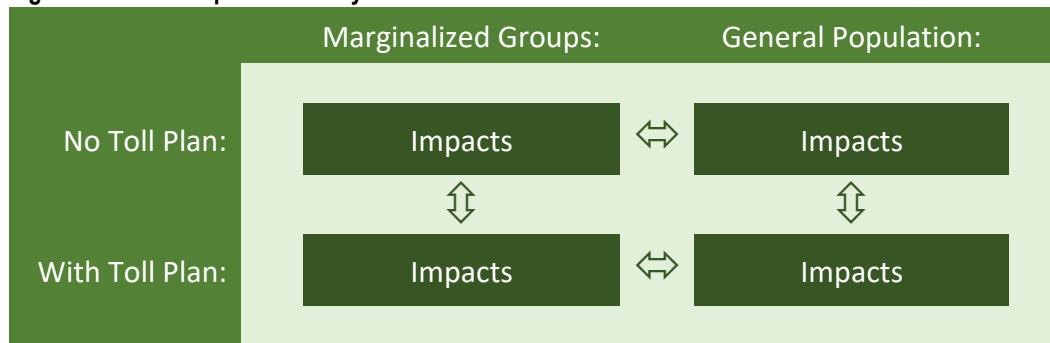 Marginalized Groups: General Population:
No Toll Plan: Impacts Impacts
With Toll Plan: Impacts Impacts